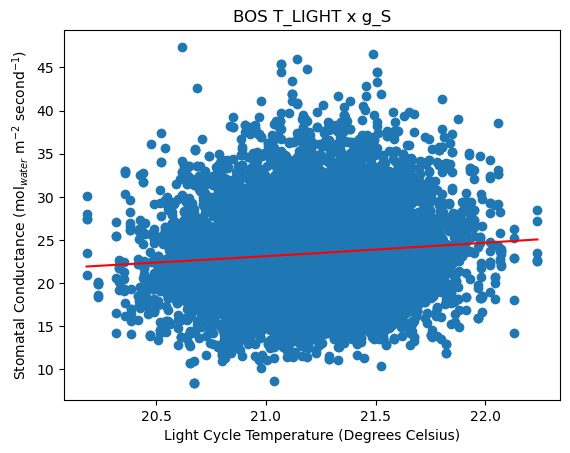 BOS T_LIGHT x g_S
Stomatal Conductance (mol_water m⁻² second⁻¹)
45
40
35
30
25
20
15
10
20.5 21.0 21.5 22.0
Light Cycle Temperature (Degrees Celsius)